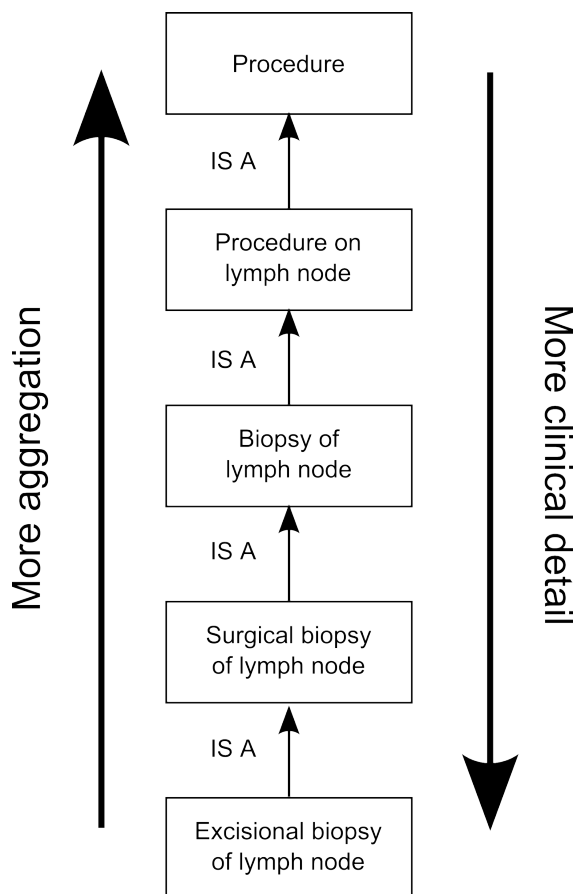 Procedure
IS A
Procedure on
lymph node
IS A
Biopsy of
lymph node
IS A
Surgical biopsy
of lymph node
IS A
Excisional biopsy
of lymph node
More aggregation
More clinical detail